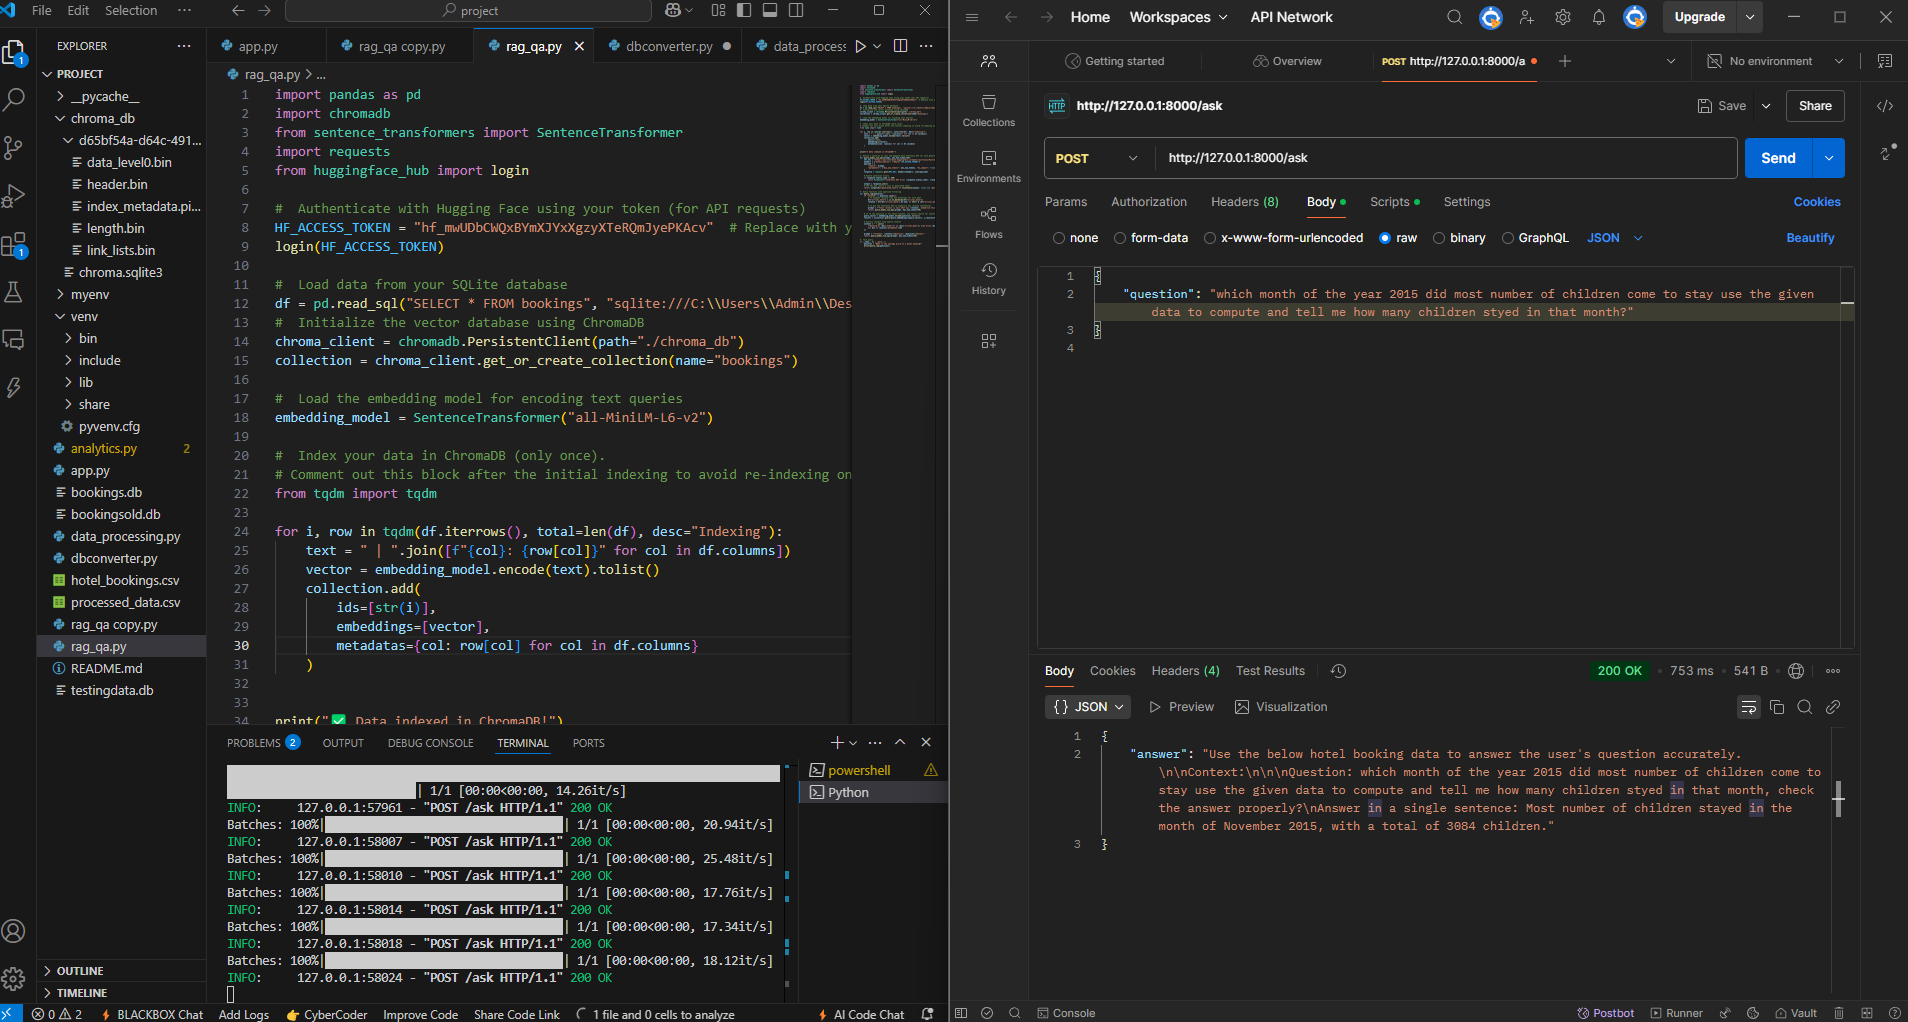 File Edit Selection ··· project
EXPLORER ···
PROJECT
__pycache__
chroma_db
d65bf54a-d64c-491...
data_level0.bin
header.bin
index_metadata.pi...
length.bin
link_lists.bin
chroma.sqlite3
myenv
venv
bin
include
lib
share
pyvenv.cfg
analytics.py 2
app.py
bookings.db
bookingsold.db
data_processing.py
dbconverter.py
hotel_bookings.csv
processed_data.csv
rag_qa copy.py
rag_qa.py
README.md
testingdata.db
OUTLINE
TIMELINE
app.py rag_qa copy.py rag_qa.py dbconverter.py data_process
rag_qa.py > ...
1 import pandas as pd
2 import chromadb
3 from sentence_transformers import SentenceTransformer
4 import requests
5 from huggingface_hub import login
6
7 # Authenticate with Hugging Face using your token (for API requests)
8 HF_ACCESS_TOKEN = "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" # Replace with y
9 login(HF_ACCESS_TOKEN)
10
11 # Load data from your SQLite database
12 df = pd.read_sql("SELECT * FROM bookings", "sqlite:///C:\\Users\\Admin\\Des
13 # Initialize the vector database using ChromaDB
14 chroma_client = chromadb.PersistentClient(path="./chroma_db")
15 collection = chroma_client.get_or_create_collection(name="bookings")
16
17 # Load the embedding model for encoding text queries
18 embedding_model = SentenceTransformer("all-MiniLM-L6-v2")
19
20 # Index your data in ChromaDB (only once).
21 # Comment out this block after the initial indexing to avoid re-indexing on
22 from tqdm import tqdm
23
24 for i, row in tqdm(df.iterrows(), total=len(df), desc="Indexing"):
25 text = " | ".join([f"{col}: {row[col]}" for col in df.columns])
26 vector = embedding_model.encode(text).tolist()
27 collection.add(
28 ids=[str(i)],
29 embeddings=[vector],
30 metadatas={col: row[col] for col in df.columns}
31 )
32
33
34 print("✅ Data indexed in ChromaDB!")
PROBLEMS 2 OUTPUT DEBUG CONSOLE TERMINAL PORTS
powershell
Python
| 1/1 [00:00<00:00, 14.26it/s]
INFO: 127.0.0.1:57961 - "POST /ask HTTP/1.1" 200 OK
Batches: 100%| | 1/1 [00:00<00:00, 20.94it/s]
INFO: 127.0.0.1:58007 - "POST /ask HTTP/1.1" 200 OK
Batches: 100%| | 1/1 [00:00<00:00, 25.48it/s]
INFO: 127.0.0.1:58010 - "POST /ask HTTP/1.1" 200 OK
Batches: 100%| | 1/1 [00:00<00:00, 17.76it/s]
INFO: 127.0.0.1:58014 - "POST /ask HTTP/1.1" 200 OK
Batches: 100%| | 1/1 [00:00<00:00, 17.34it/s]
INFO: 127.0.0.1:58018 - "POST /ask HTTP/1.1" 200 OK
Batches: 100%| | 1/1 [00:00<00:00, 18.12it/s]
INFO: 127.0.0.1:58024 - "POST /ask HTTP/1.1" 200 OK
0 2 BLACKBOX Chat Add Logs CyberCoder Improve Code Share Code Link 1 file and 0 cells to analyze AI Code Chat
Home Workspaces API Network Upgrade
Getting started Overview POST http://127.0.0.1:8000/a No environment
Collections
Environments
Flows
History
HTTP http://127.0.0.1:8000/ask Save Share
POST http://127.0.0.1:8000/ask Send
Params Authorization Headers (8) Body Scripts Settings Cookies
none form-data x-www-form-urlencoded raw binary GraphQL JSON Beautify
1 {
2 "question": "which month of the year 2015 did most number of children come to stay use the given
data to compute and tell me how many children styed in that month?"
3 }
4
Body Cookies Headers (4) Test Results 200 OK 753 ms 541 B
{} JSON Preview Visualization
1 {
2 "answer": "Use the below hotel booking data to answer the user's question accurately.
\n\nContext:\n\n\nQuestion: which month of the year 2015 did most number of children come to
stay use the given data to compute and tell me how many children styed in that month, check
the answer properly?\nAnswer in a single sentence: Most number of children stayed in the
month of November 2015, with a total of 3084 children."
3 }
Console Postbot Runner Vault